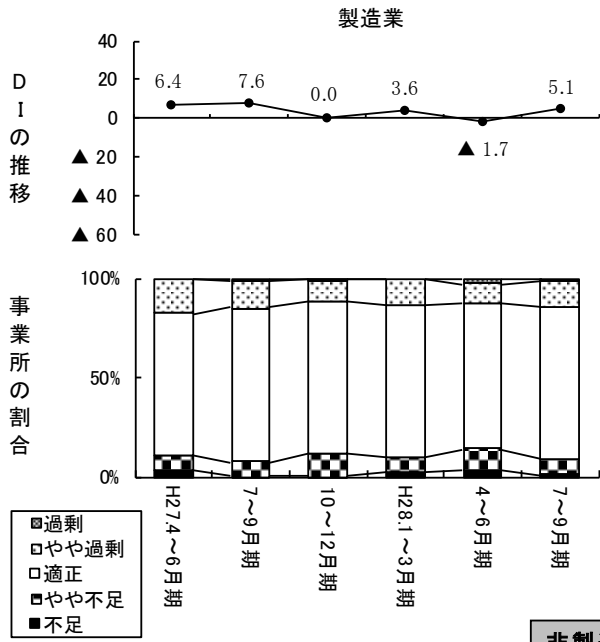 製造業
DIの推移
40
20
0
▲ 20
▲ 40
▲ 60
6.4
7.6
0.0
3.6
▲ 1.7
5.1
事業所の割合
100%
50%
0%
H27.4～6月期
7～9月期
10～12月期
H28.1～3月期
4～6月期
7～9月期
過剰
やや過剰
適正
やや不足
不足